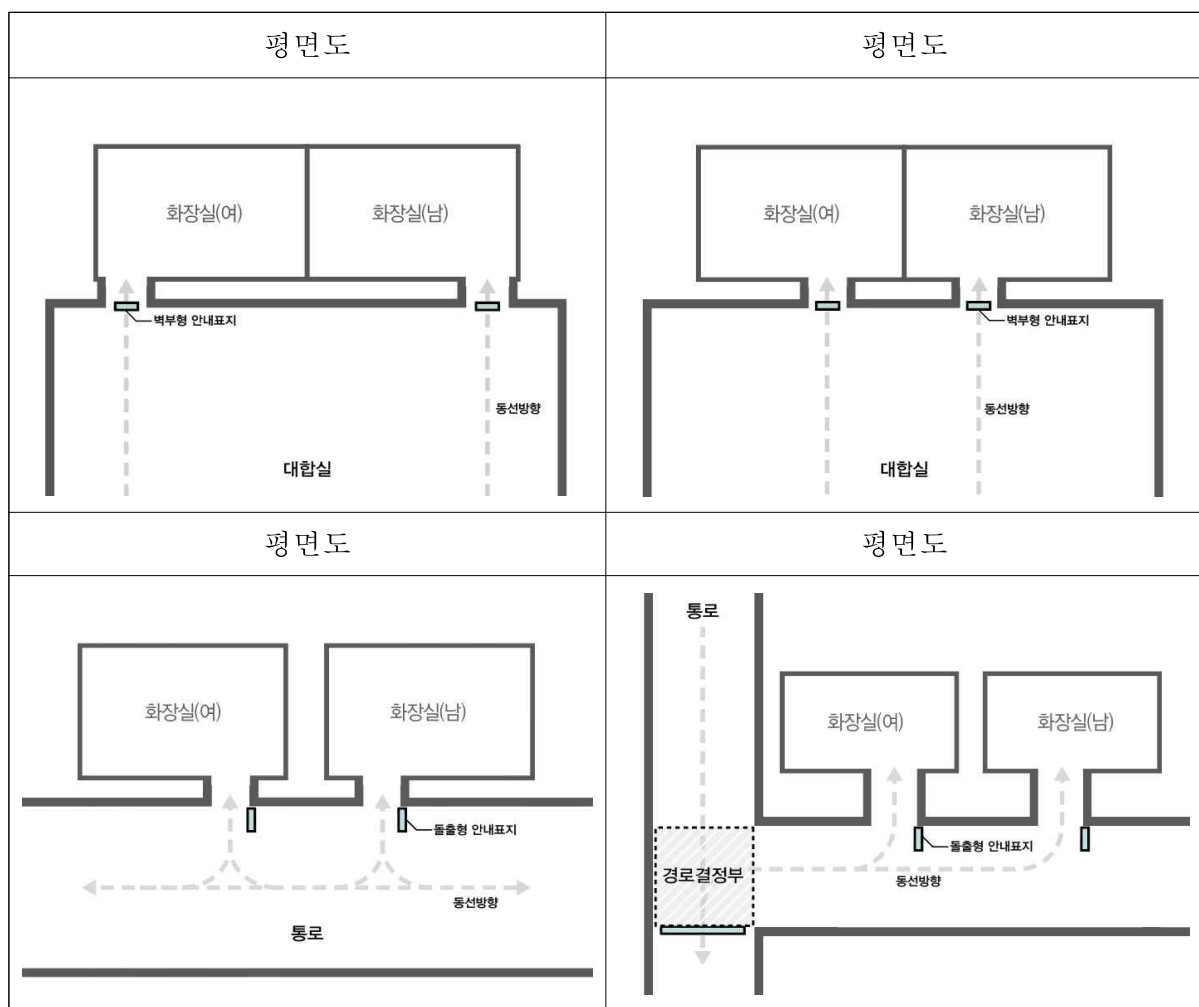 평면도
평면도
화장실(여)
화장실(남)
벽부형 안내표지
동선방향
대합실
화장실(여)
화장실(남)
벽부형 안내표지
동선방향
대합실
평면도
평면도
화장실(여)
화장실(남)
돌출형 안내표지
동선방향
통로
통로
화장실(여)
화장실(남)
돌출형 안내표지
경로결정부
동선방향